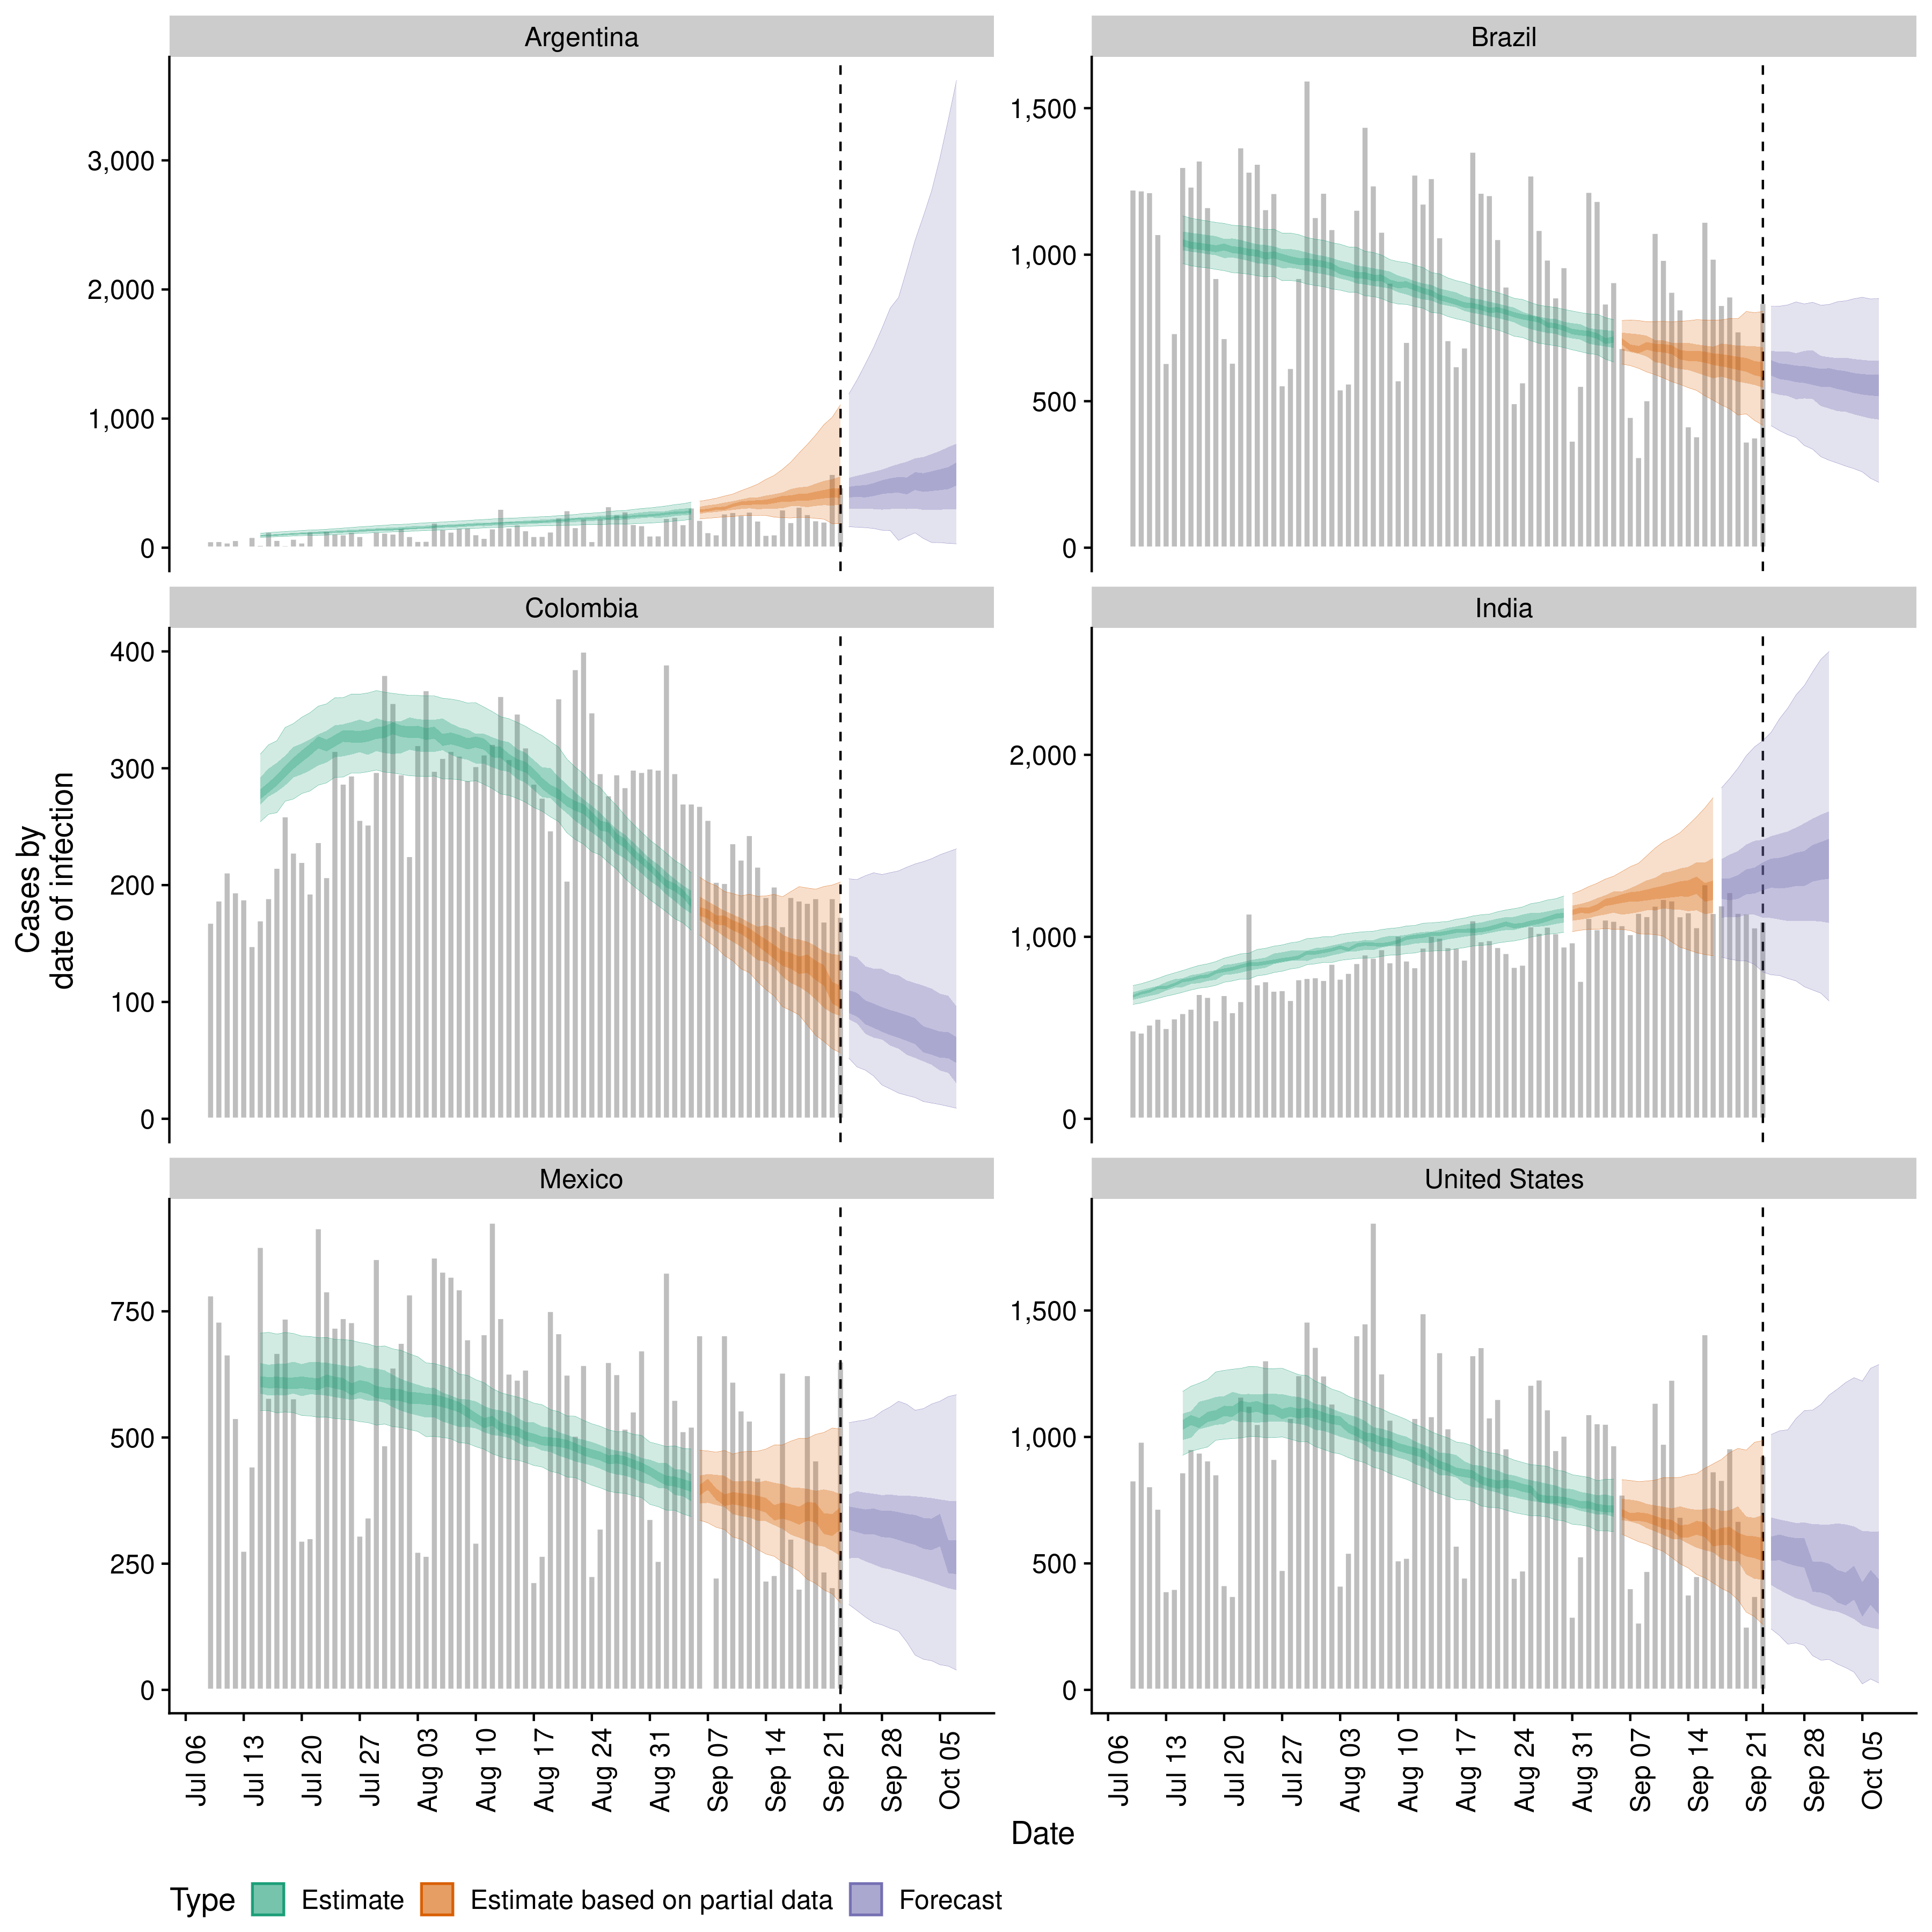 Argentina
Brazil
3,000
2,000
1,000
0
1,500
1,000
500
0
Colombia
India
400
300
200
100
0
2,000
1,000
0
Mexico
United States
750
500
250
0
1,500
1,000
500
0
Cases by
date of infection
Jul 06
Jul 13
Jul 20
Jul 27
Aug 03
Aug 10
Aug 17
Aug 24
Aug 31
Sep 07
Sep 14
Sep 21
Sep 28
Oct 05
Jul 06
Jul 13
Jul 20
Jul 27
Aug 03
Aug 10
Aug 17
Aug 24
Aug 31
Sep 07
Sep 14
Sep 21
Sep 28
Oct 05
Date
Type Estimate Estimate based on partial data Forecast